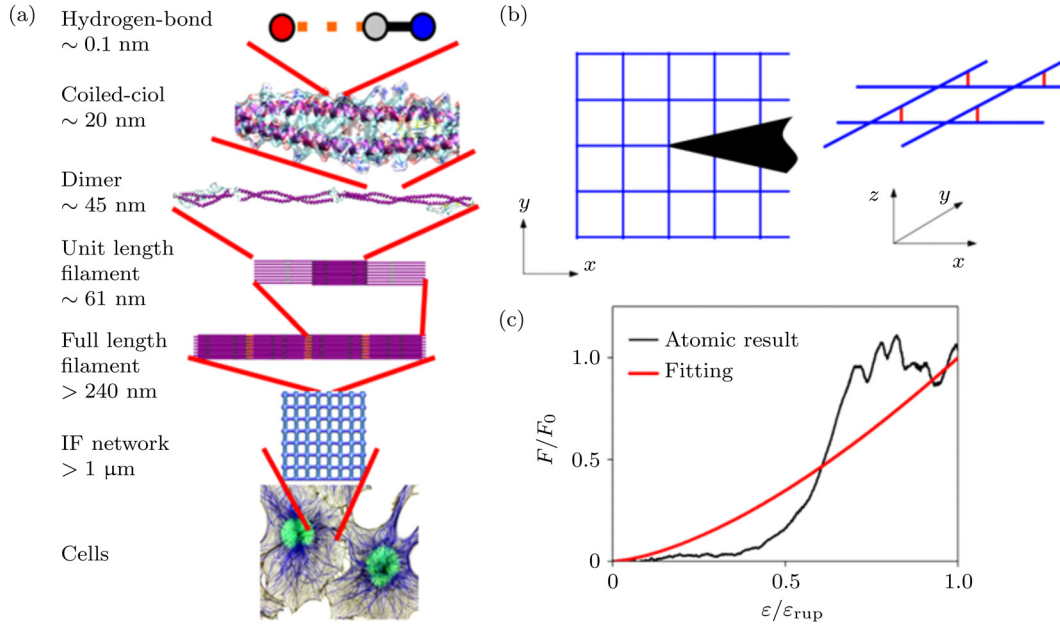 (a)
Hydrogen-bond
~ 0.1 nm
Coiled-ciol
~ 20 nm
Dimer
~ 45 nm
Unit length
filament
~ 61 nm
Full length
filament
> 240 nm
IF network
> 1 μm
Cells
(b)
y
x
z
y
x
(c)
Atomic result
Fitting
F/F₀
1.0
0.5
0
0
0.5
1.0
ε/ε_rup